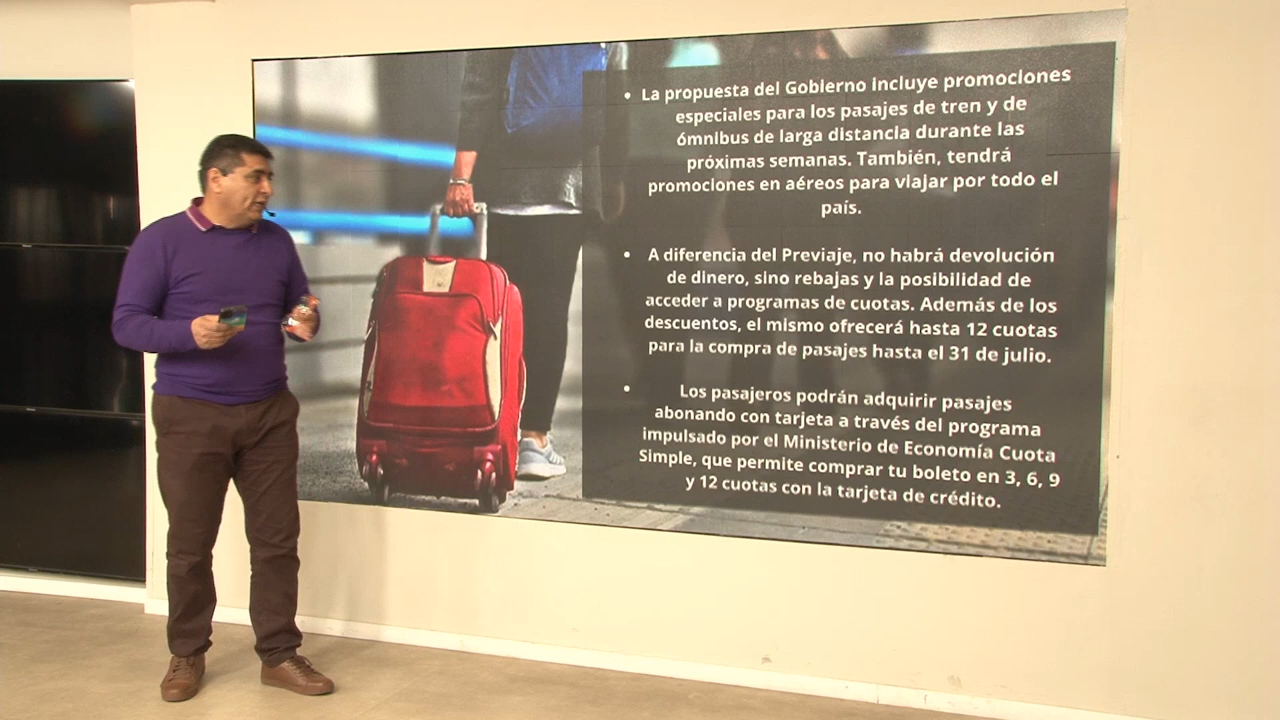 • La propuesta del Gobierno incluye promociones
especiales para los pasajes de tren y de
ómnibus de larga distancia durante las
próximas semanas. También, tendrá
promociones en aéreos para viajar por todo el
país.
• A diferencia del Previaje, no habrá devolución
de dinero, sino rebajas y la posibilidad de
acceder a programas de cuotas. Además de los
descuentos, el mismo ofrecerá hasta 12 cuotas
para la compra de pasajes hasta el 31 de julio.
• Los pasajeros podrán adquirir pasajes
abonando con tarjeta a través del programa
impulsado por el Ministerio de Economía Cuota
Simple, que permite comprar tu boleto en 3, 6, 9
y 12 cuotas con la tarjeta de crédito.